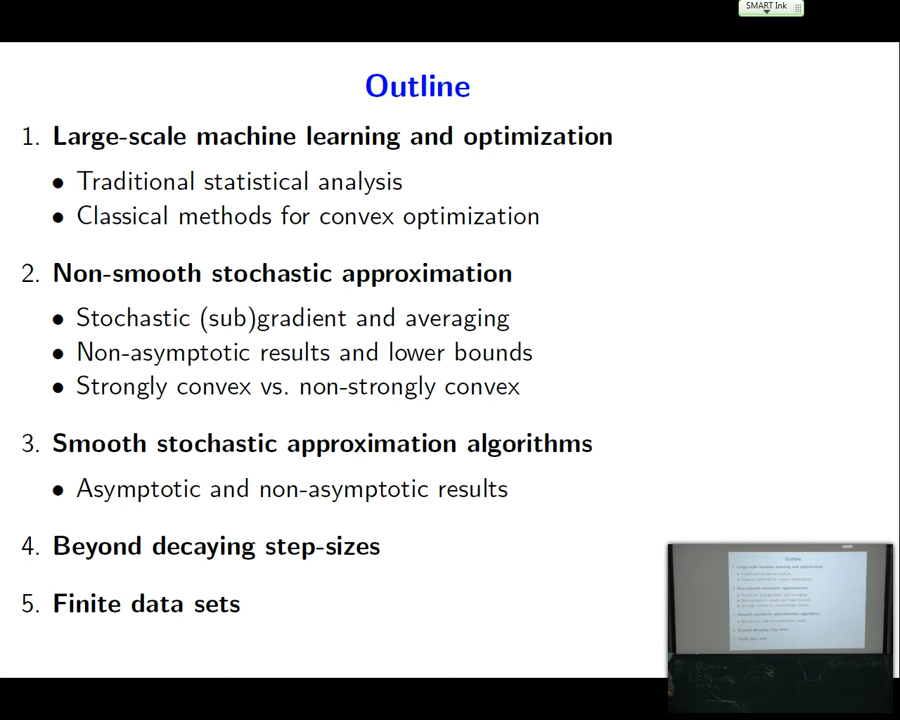 SMART Ink
Outline
1. Large-scale machine learning and optimization
• Traditional statistical analysis
• Classical methods for convex optimization
2. Non-smooth stochastic approximation
• Stochastic (sub)gradient and averaging
• Non-asymptotic results and lower bounds
• Strongly convex vs. non-strongly convex
3. Smooth stochastic approximation algorithms
• Asymptotic and non-asymptotic results
4. Beyond decaying step-sizes
5. Finite data sets